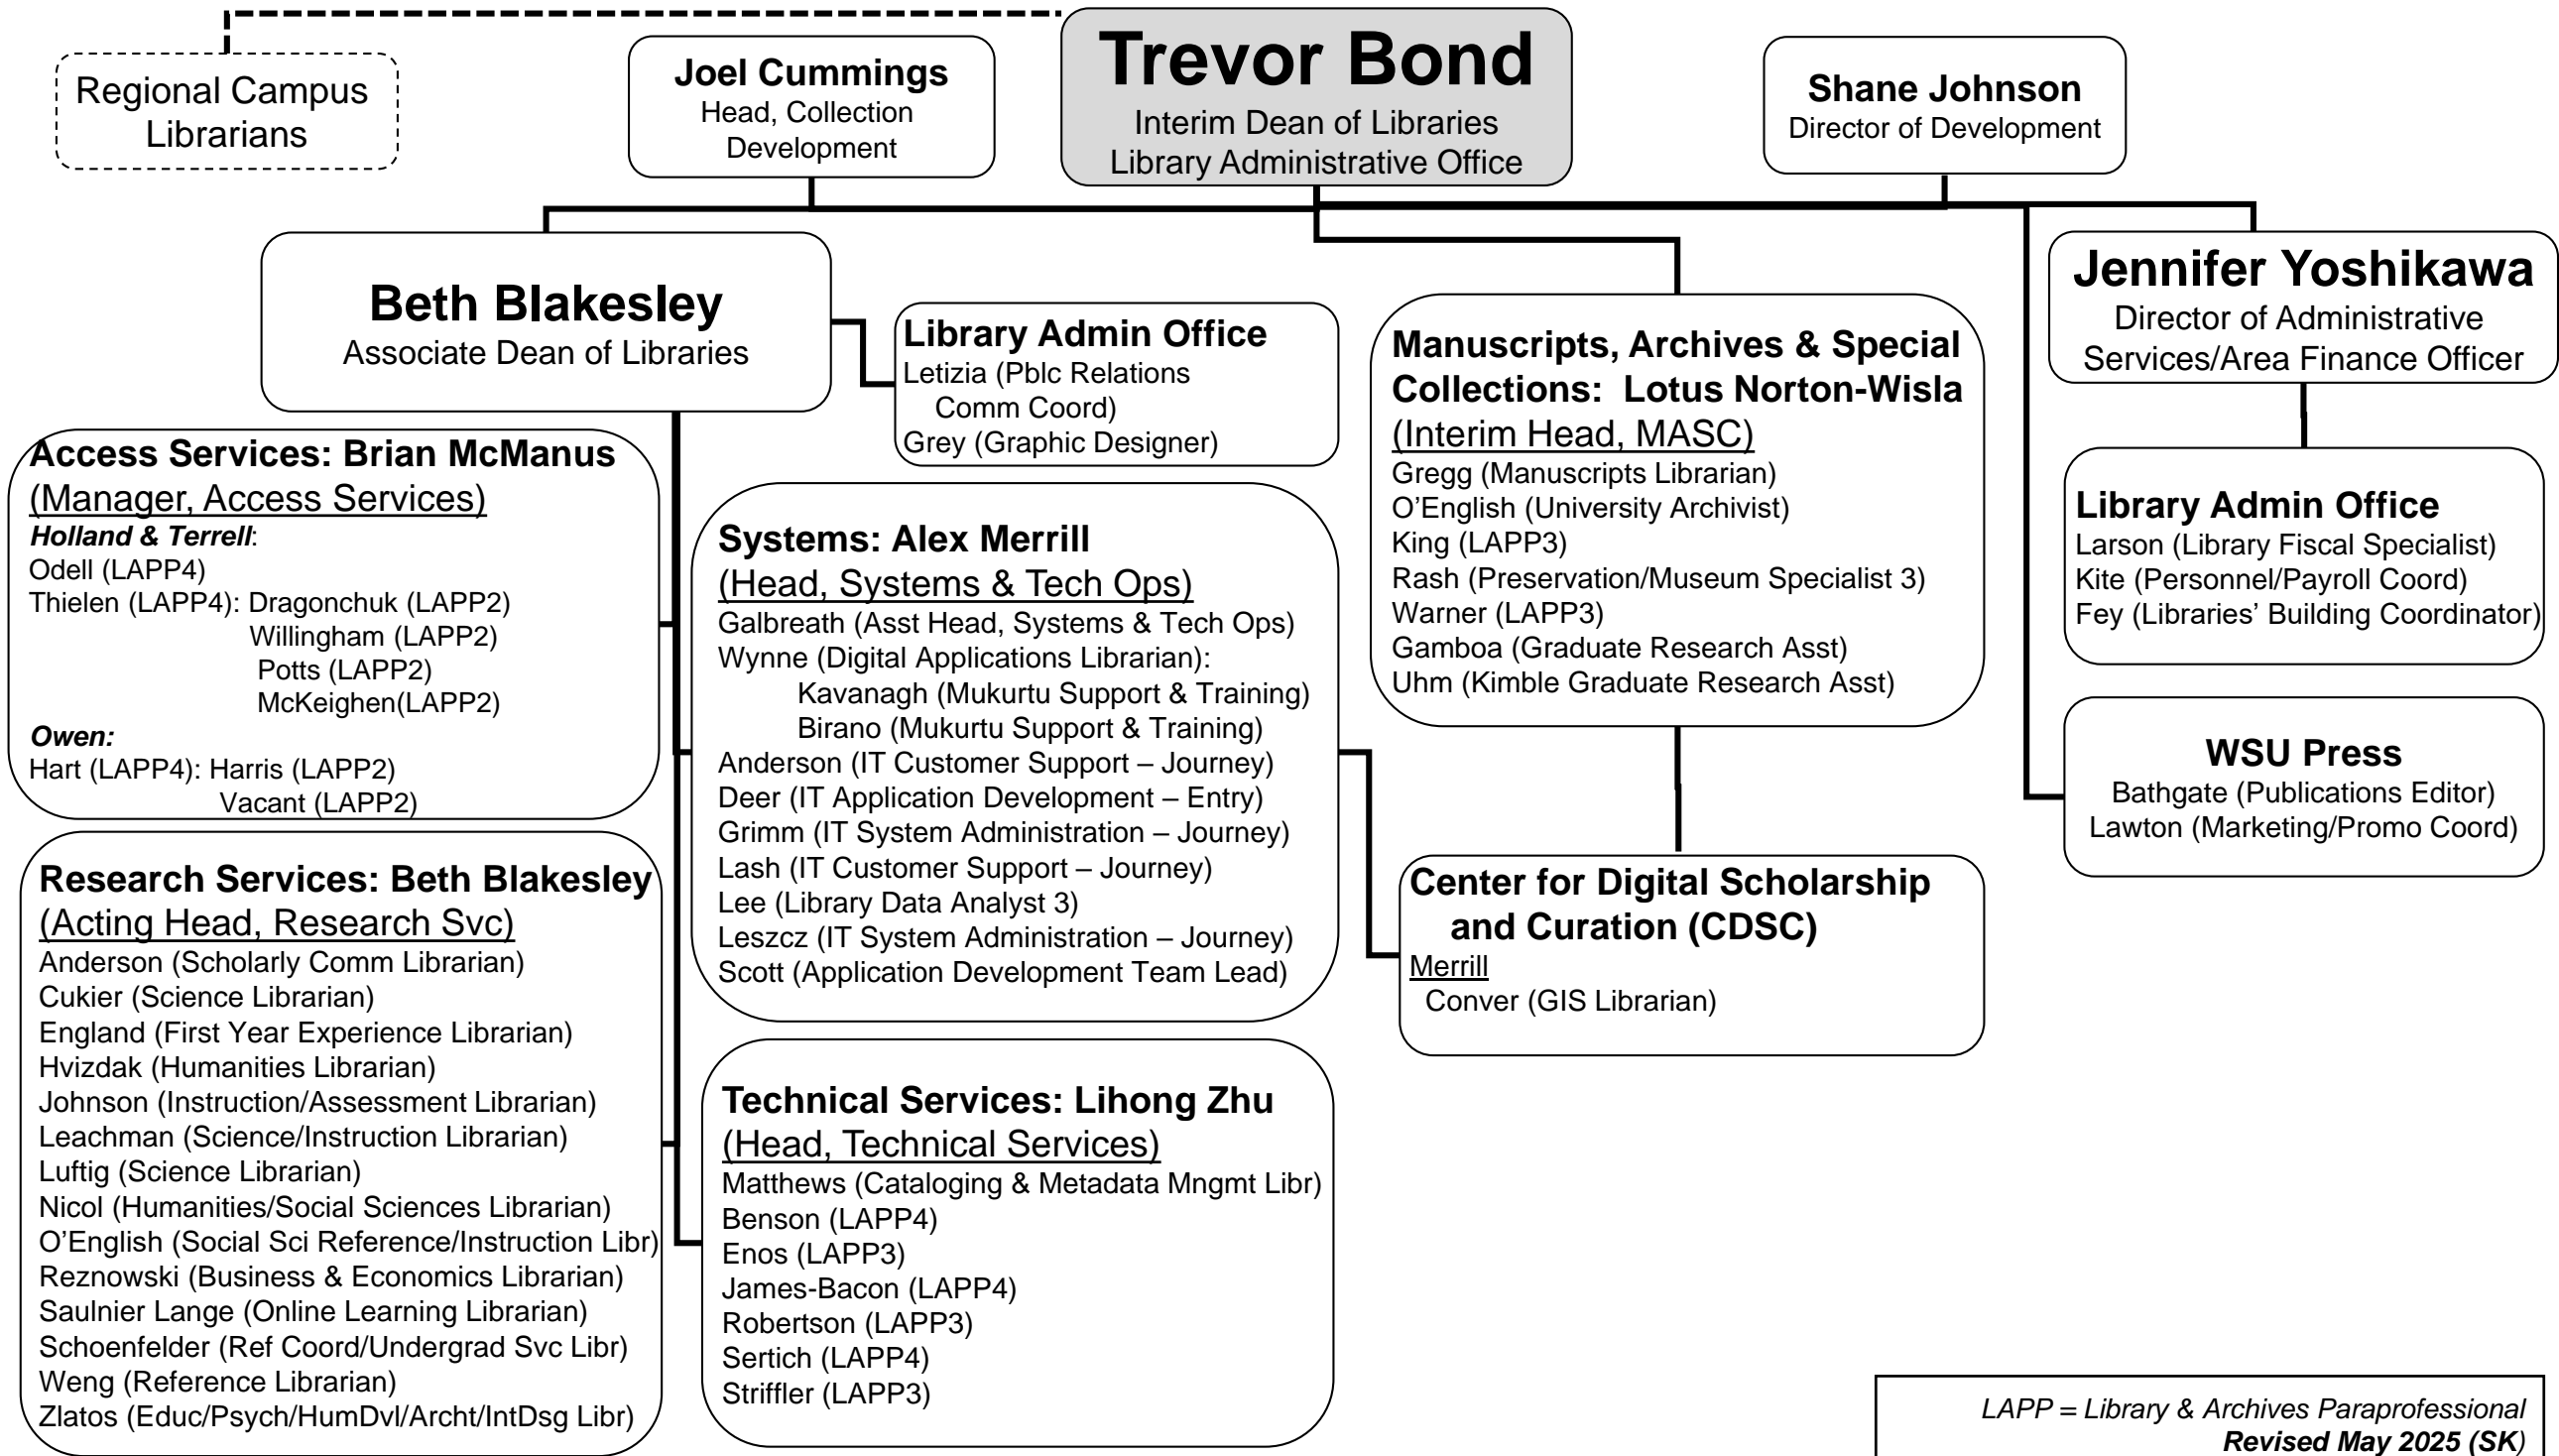 Regional Campus
Librarians
Joel Cummings
Head, Collection
Development
Trevor Bond
Interim Dean of Libraries
Library Administrative Office
Shane Johnson
Director of Development
Beth Blakesley
Associate Dean of Libraries
Library Admin Office
Letizia (Pblc Relations
Comm Coord)
Grey (Graphic Designer)
Manuscripts, Archives & Special
Collections: Lotus Norton-Wisla
(Interim Head, MASC)
Gregg (Manuscripts Librarian)
O’English (University Archivist)
King (LAPP3)
Rash (Preservation/Museum Specialist 3)
Warner (LAPP3)
Gamboa (Graduate Research Asst)
Uhm (Kimble Graduate Research Asst)
Jennifer Yoshikawa
Director of Administrative
Services/Area Finance Officer
Library Admin Office
Larson (Library Fiscal Specialist)
Kite (Personnel/Payroll Coord)
Fey (Libraries’ Building Coordinator)
WSU Press
Bathgate (Publications Editor)
Lawton (Marketing/Promo Coord)
Access Services: Brian McManus
(Manager, Access Services)
Holland & Terrell:
Odell (LAPP4)
Thielen (LAPP4): Dragonchuk (LAPP2)
Willingham (LAPP2)
Potts (LAPP2)
McKeighen(LAPP2)
Owen:
Hart (LAPP4): Harris (LAPP2)
Vacant (LAPP2)
Systems: Alex Merrill
(Head, Systems & Tech Ops)
Galbreath (Asst Head, Systems & Tech Ops)
Wynne (Digital Applications Librarian):
Kavanagh (Mukurtu Support & Training)
Birano (Mukurtu Support & Training)
Anderson (IT Customer Support – Journey)
Deer (IT Application Development – Entry)
Grimm (IT System Administration – Journey)
Lash (IT Customer Support – Journey)
Lee (Library Data Analyst 3)
Leszcz (IT System Administration – Journey)
Scott (Application Development Team Lead)
Center for Digital Scholarship
and Curation (CDSC)
Merrill
Conver (GIS Librarian)
Research Services: Beth Blakesley
(Acting Head, Research Svc)
Anderson (Scholarly Comm Librarian)
Cukier (Science Librarian)
England (First Year Experience Librarian)
Hvizdak (Humanities Librarian)
Johnson (Instruction/Assessment Librarian)
Leachman (Science/Instruction Librarian)
Luftig (Science Librarian)
Nicol (Humanities/Social Sciences Librarian)
O’English (Social Sci Reference/Instruction Libr)
Reznowski (Business & Economics Librarian)
Saulnier Lange (Online Learning Librarian)
Schoenfelder (Ref Coord/Undergrad Svc Libr)
Weng (Reference Librarian)
Zlatos (Educ/Psych/HumDvl/Archt/IntDsg Libr)
Technical Services: Lihong Zhu
(Head, Technical Services)
Matthews (Cataloging & Metadata Mngmt Libr)
Benson (LAPP4)
Enos (LAPP3)
James-Bacon (LAPP4)
Robertson (LAPP3)
Sertich (LAPP4)
Striffler (LAPP3)
LAPP = Library & Archives Paraprofessional
Revised May 2025 (SK)